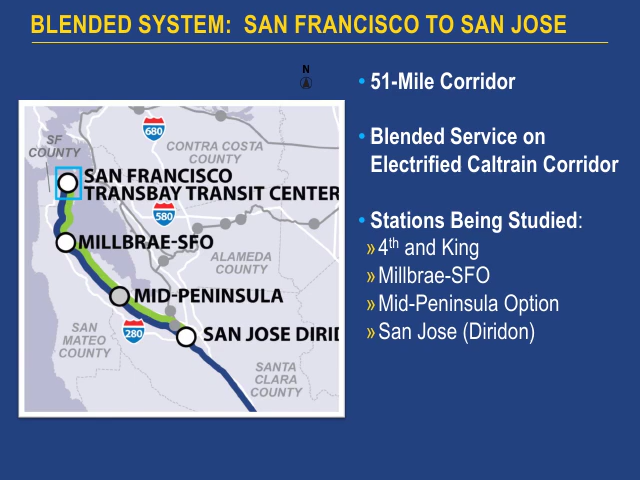 BLENDED SYSTEM: SAN FRANCISCO TO SAN JOSE
N
680
SF
COUNTY
CONTRA COSTA
COUNTY
SAN FRANCISCO
TRANSBAY TRANSIT CENTER
580
MILLBRAE-SFO
ALAMEDA
COUNTY
MID-PENINSULA
SAN
MATEO
COUNTY
280
SAN JOSE DIRID
SANTA
CLARA
COUNTY
• 51-Mile Corridor
• Blended Service on
Electrified Caltrain Corridor
• Stations Being Studied:
» 4th and King
» Millbrae-SFO
» Mid-Peninsula Option
» San Jose (Diridon)